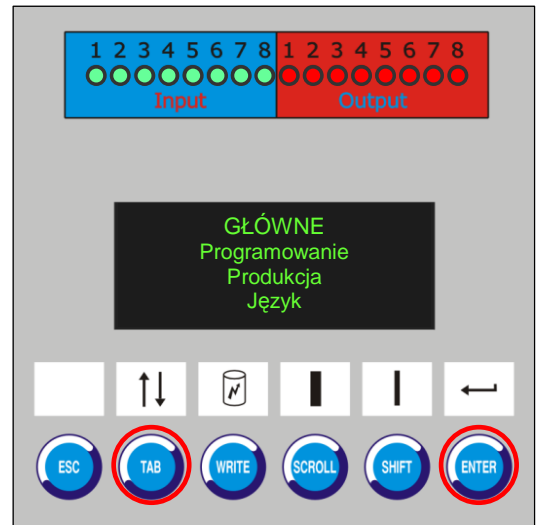 1 2 3 4 5 6 7 8 1 2 3 4 5 6 7 8
Input Output
GŁÓWNE
Programowanie
Produkcja
Język
ESC TAB WRITE SCROLL SHIFT ENTER